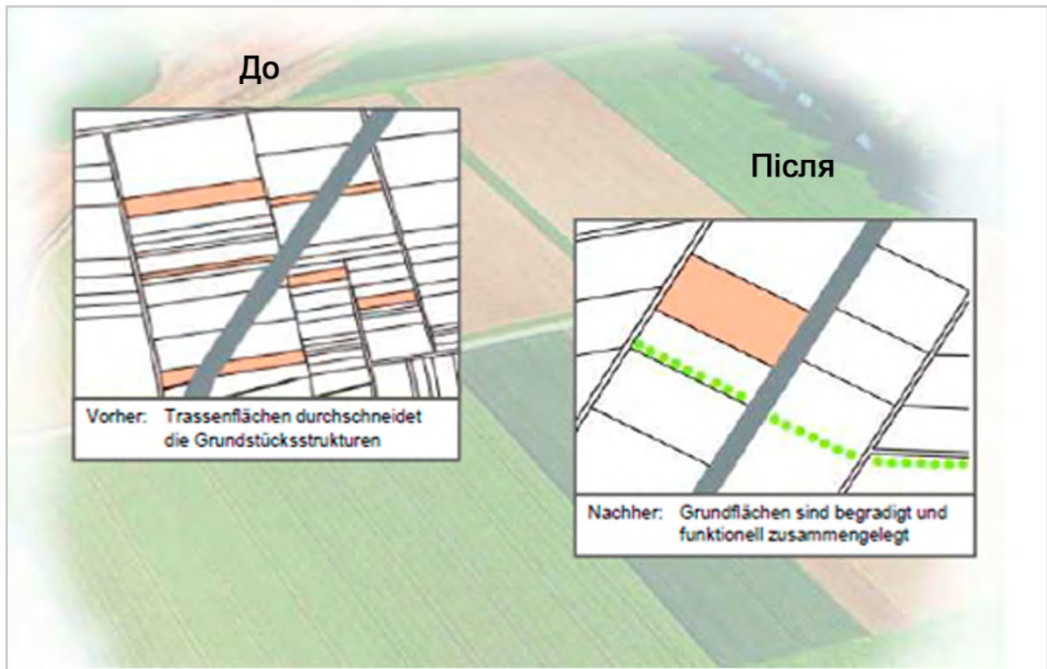 До
Після
Vorher: Trassenflächen durchschneidet
die Grundstücksstrukturen
Nachher: Grundflächen sind begradigt und
funktionell zusammengelegt